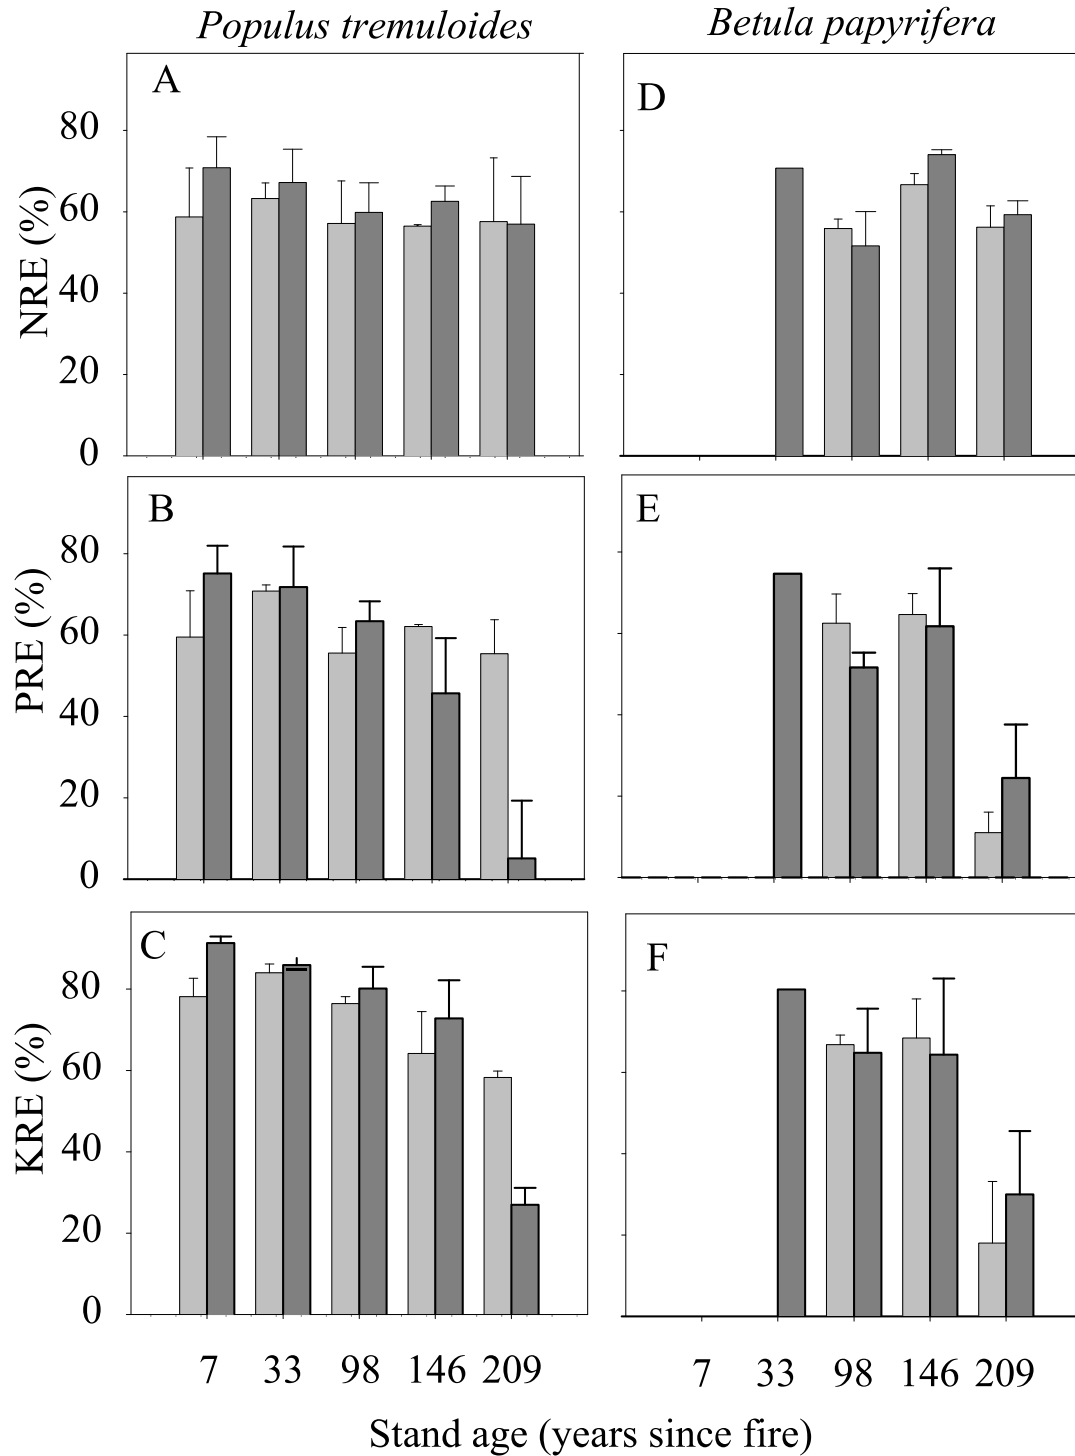 Populus tremuloides
Betula papyrifera
A
D
80
60
40
20
0
NRE (%)
B
E
80
60
40
20
0
PRE (%)
C
F
80
60
40
20
0
KRE (%)
7 33 98 146 209
7 33 98 146 209
Stand age (years since fire)